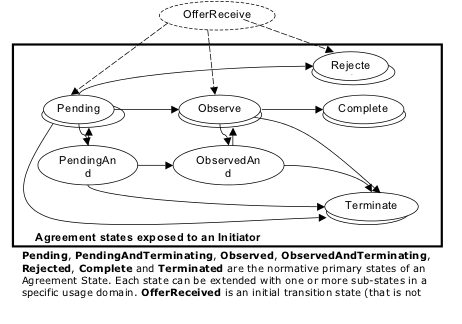 OfferReceive
Rejecte
Pending
Observe
Complete
PendingAn
d
ObservedAn
d
Terminate
Agreement states exposed to an Initiator
Pending, PendingAndTerminating, Observed, ObservedAndTerminating,
Rejected, Complete and Terminated are the normative primary states of an
Agreement State. Each state can be extended with one or more sub-states in a
specific usage domain. OfferReceived is an initial transition state (that is not